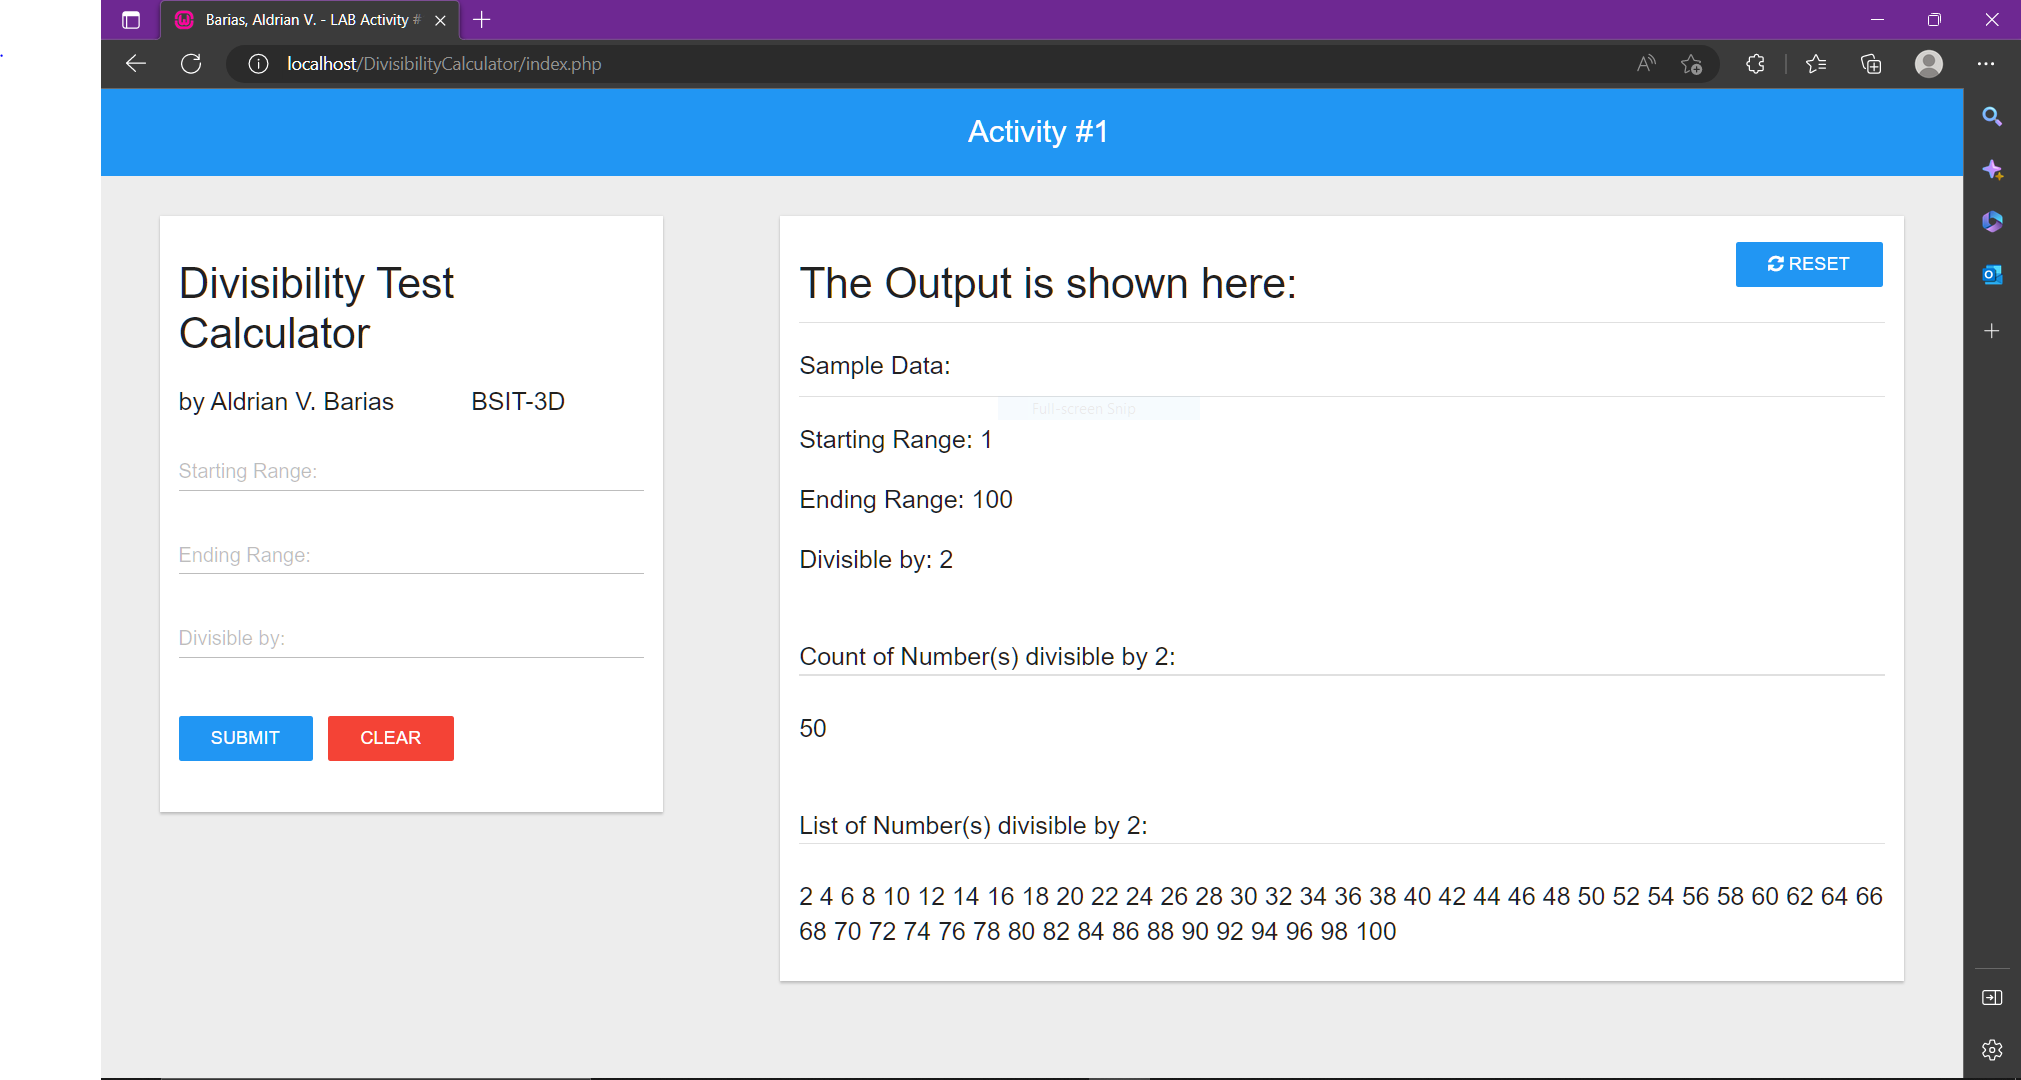 Barias, Aldrian V. - LAB Activity #
localhost/DivisibilityCalculator/index.php
Activity #1
Divisibility Test
Calculator
by Aldrian V. Barias BSIT-3D
Starting Range:
Ending Range:
Divisible by:
SUBMIT CLEAR
The Output is shown here:
RESET
Sample Data:
Full-screen Snip
Starting Range: 1
Ending Range: 100
Divisible by: 2
Count of Number(s) divisible by 2:
50
List of Number(s) divisible by 2:
2 4 6 8 10 12 14 16 18 20 22 24 26 28 30 32 34 36 38 40 42 44 46 48 50 52 54 56 58 60 62 64 66
68 70 72 74 76 78 80 82 84 86 88 90 92 94 96 98 100